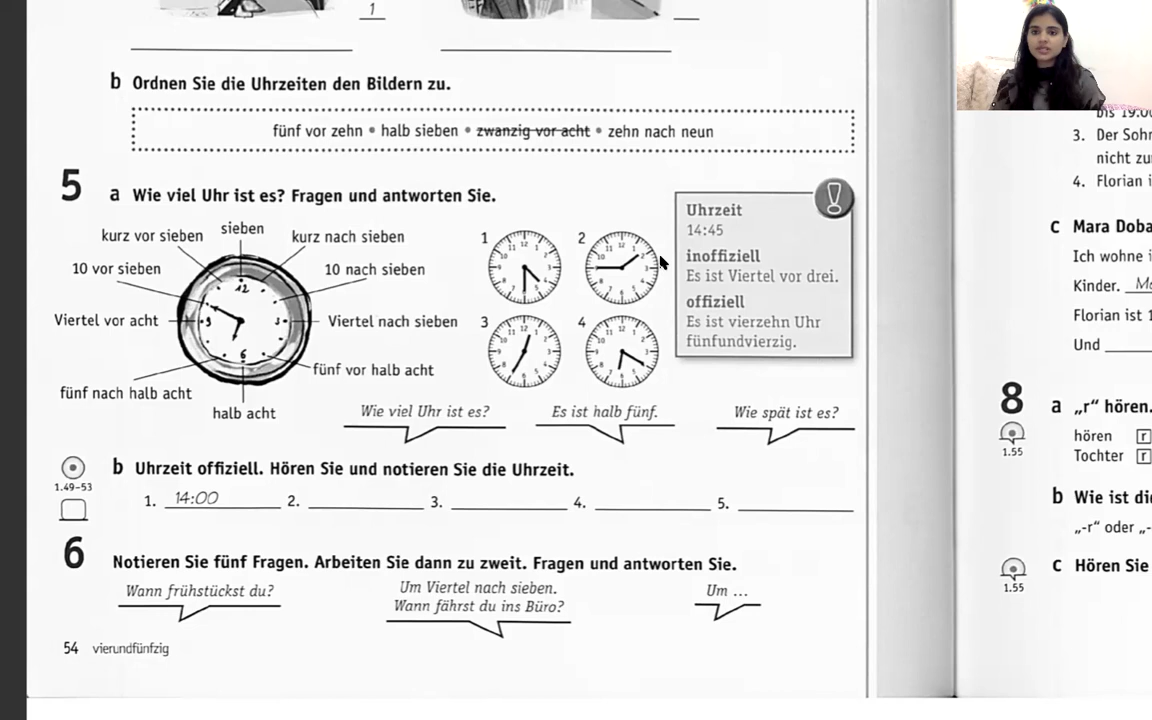 1
b Ordnen Sie die Uhrzeiten den Bildern zu.
fünf vor zehn • halb sieben • zwanzig vor acht • zehn nach neun
5 a Wie viel Uhr ist es? Fragen und antworten Sie.
sieben
kurz vor sieben
kurz nach sieben
10 vor sieben
10 nach sieben
Viertel vor acht
Viertel nach sieben
fünf nach halb acht
fünf vor halb acht
halb acht
12
3
6
9
1
2
3
4
Uhrzeit
14:45
inoffiziell
Es ist Viertel vor drei.
offiziell
Es ist vierzehn Uhr
fünfundvierzig.
!
Wie viel Uhr ist es?
Es ist halb fünf.
Wie spät ist es?
b Uhrzeit offiziell. Hören Sie und notieren Sie die Uhrzeit.
1.49–53
1. 14:00 2. 3. 4. 5.
6 Notieren Sie fünf Fragen. Arbeiten Sie dann zu zweit. Fragen und antworten Sie.
Wann frühstückst du?
Um Viertel nach sieben.
Wann fährst du ins Büro?
Um ...
54 vierundfünfzig
bis 19.0
3. Der Sohn
nicht zu
4. Florian i
c Mara Doba
Ich wohne i
Kinder. Ma
Florian ist 1
Und
8 a „r“ hören.
1.55
hören r
Tochter r
b Wie ist di
„-r“ oder „-
c Hören Sie
1.55